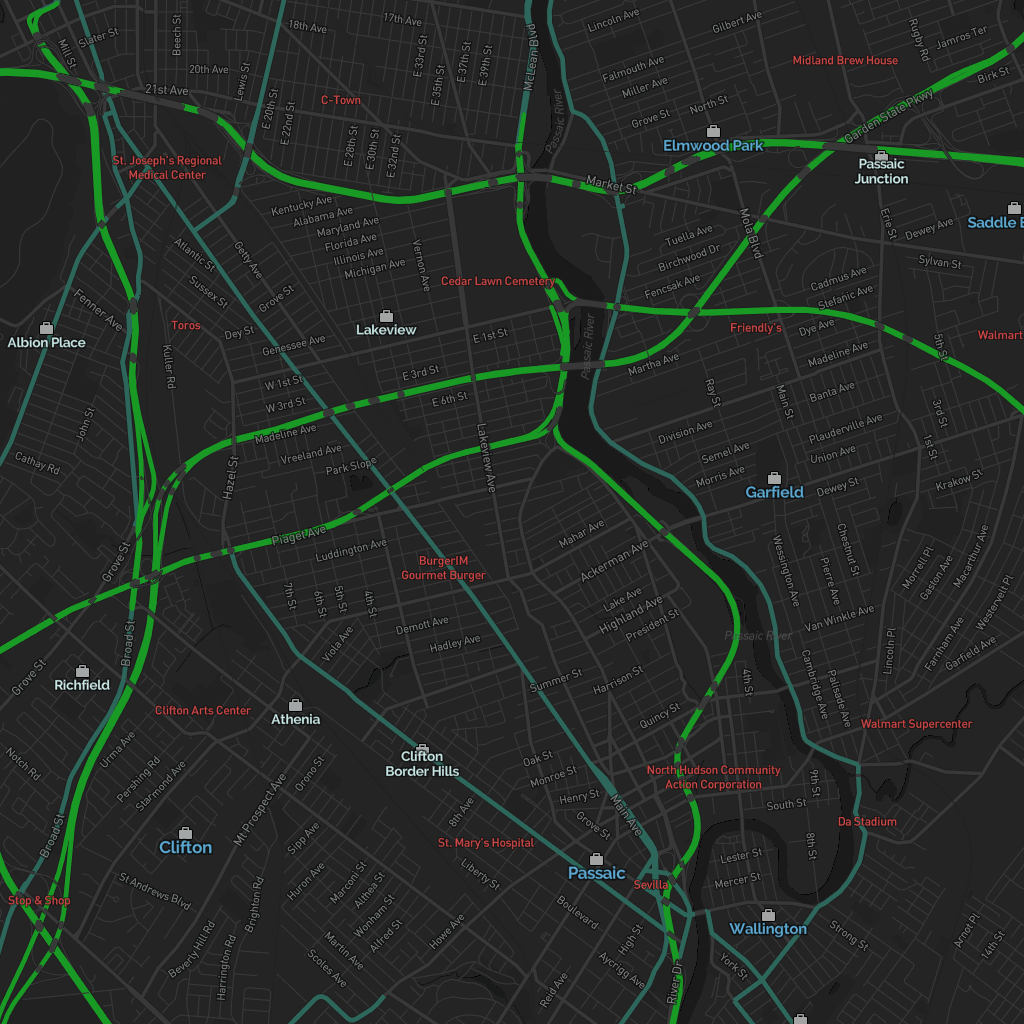 17th Ave
18th Ave
McLean Blvd
Lincoln Ave
Gilbert Ave
Rugby Rd
Jamros Ter
Mill St
Slater St
Beech St
E 33rd St
E 37th St
E 39th St
Midland Brew House
20th Ave
Lewis St
Falmouth Ave
Miller Ave
Birk St
21st Ave
E 20th St
E 22nd St
C-Town
E 35th St
Passaic River
Grove St
North St
Garden State Pkwy
E 28th St
E 30th St
E 32nd St
Elmwood Park
St. Joseph's Regional
Medical Center
Passaic
Junction
Market St
Kentucky Ave
Alabama Ave
Maryland Ave
Florida Ave
Illinois Ave
Michigan Ave
Vernon Ave
Mola Blvd
Erie St
Dewey Ave
Atlantic St
Getty Ave
Tuella Ave
Birchwood Dr
Sylvan St
Sussex St
Grove St
Cedar Lawn Cemetery
Fencsak Ave
Cadmus Ave
Stefanic Ave
Fenner Ave
Toros
Dey St
Lakeview
E 1st St
Passaic River
Friendly's
Dye Ave
5th St
Walmart
Albion Place
Genessee Ave
Kuller Rd
Martha Ave
Madeline Ave
W 1st St
E 3rd St
W 3rd St
E 6th St
Ray St
Main St
Banta Ave
John St
Madeline Ave
Lakeview Ave
Division Ave
Plauderville Ave
3rd St
1st St
Vreeland Ave
Park Slope
Semel Ave
Union Ave
Cathay Rd
Hazel St
Morris Ave
Garfield
Dewey St
Krakow St
Grove St
Piaget Ave
Mahar Ave
Luddington Ave
BurgerIM
Gourmet Burger
Ackerman Ave
Wessington Ave
Chestnut St
Pierre Ave
Morrell Pl
Gaston Ave
Macarthur Ave
7th St
6th St
5th St
4th St
Lake Ave
Highland Ave
President St
Westervelt Pl
Broad St
Viola Ave
Demott Ave
Hadley Ave
Passaic River
Van Winkle Ave
Lincoln Pl
Farnham Ave
Garfield Ave
Grove St
Richfield
Summer St
Harrison St
4th St
Cambridge Ave
Palisade Ave
Clifton Arts Center
Athenia
Quincy St
Walmart Supercenter
Urma Ave
Notch Rd
Pershing Rd
Starmond Ave
Orono St
Clifton
Border Hills
Oak St
Monroe St
North Hudson Community
Action Corporation
9th St
Mt Prospect Ave
Henry St
Main Ave
South St
Broad St
Clifton
Sipp Ave
8th Ave
Grove St
Da Stadium
8th St
St. Mary's Hospital
Lester St
Passaic
Mercer St
St Andrews Blvd
Huron Ave
Marconi St
Althea St
Liberty St
Sevilla
Stop & Shop
Brighton Rd
Wonham St
Alfred St
Howe Ave
Boulevard
High St
Wallington
Strong St
Arnot Pl
14th St
Beverly Hill Rd
Harrington Rd
Martin Ave
Scoles Ave
Reid Ave
Aycrigg Ave
River Dr
York St